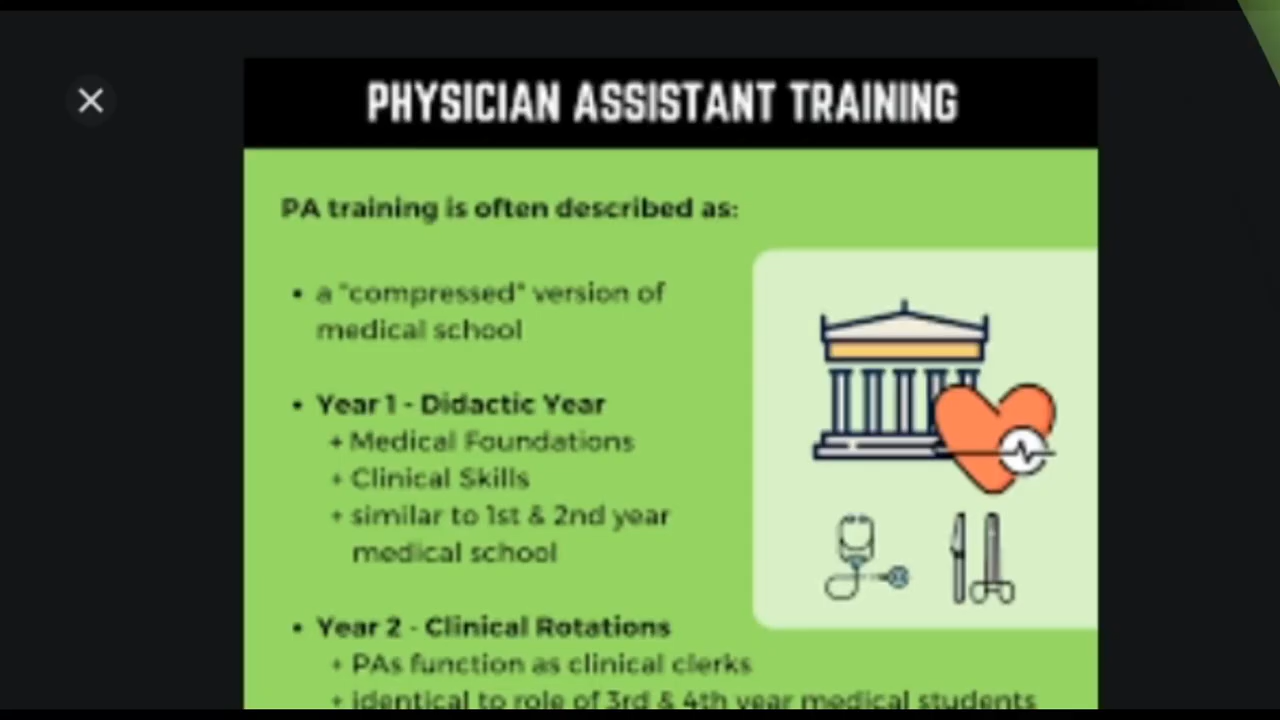 PHYSICIAN ASSISTANT TRAINING
PA training is often described as:
• a "compressed" version of
medical school
• Year 1 - Didactic Year
+ Medical Foundations
+ Clinical Skills
+ similar to 1st & 2nd year
medical school
• Year 2 - Clinical Rotations
+ PAs function as clinical clerks
+ identical to role of 3rd & 4th year medical students